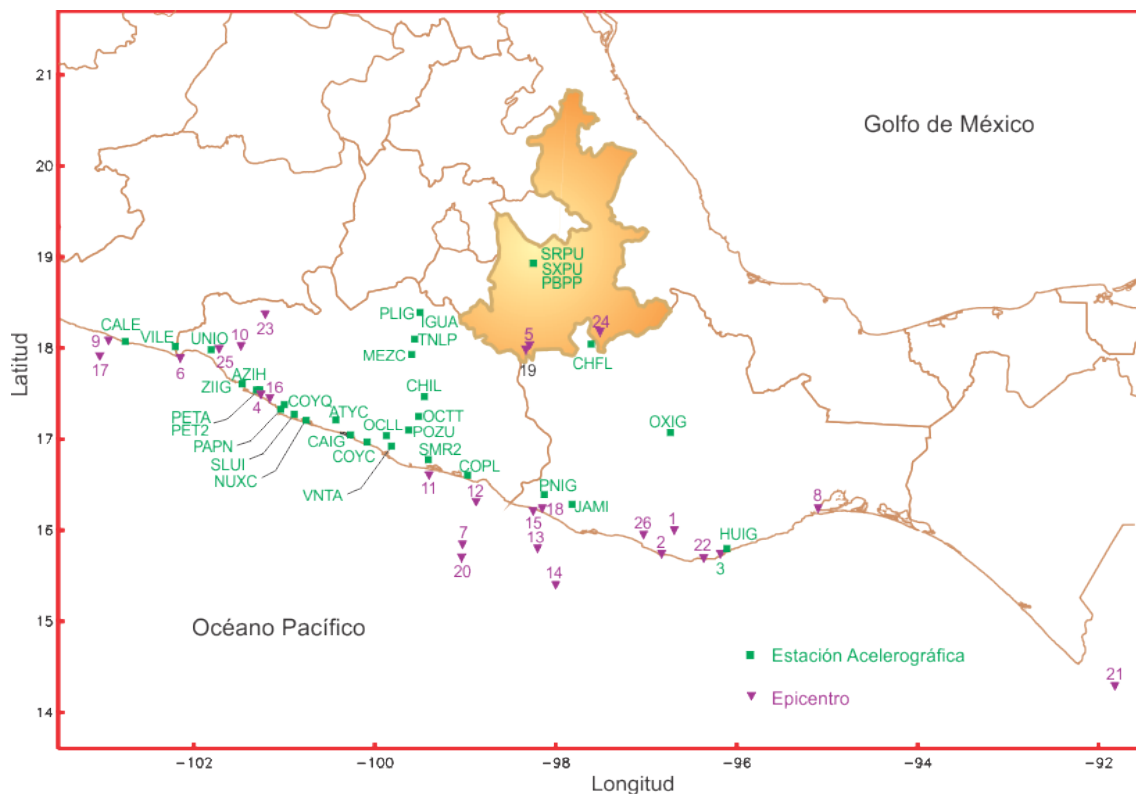 21
20
19
18
17
16
15
14
Latitud
Golfo de México
SRPU
SXPU
PBPP
PLIG
IGUA
TNLP
MEZC
23
24
5
19
CHFL
CALE
9
17
VILE
6
UNIO
10
25
AZIH
ZIIG
16
4
PETA
PET2
PAPN
SLUI
NUXC
COYQ
ATYC
CAIG
COYC
OCLL
VNTA
CHIL
OCTT
POZU
SMR2
11
COPL
12
OXIG
PNIG
JAMI
18
15
13
14
7
20
26
1
2
22
HUIG
3
8
21
Océano Pacífico
Estación Acelerográfica
Epicentro
−102
−100
−98
−96
−94
−92
Longitud